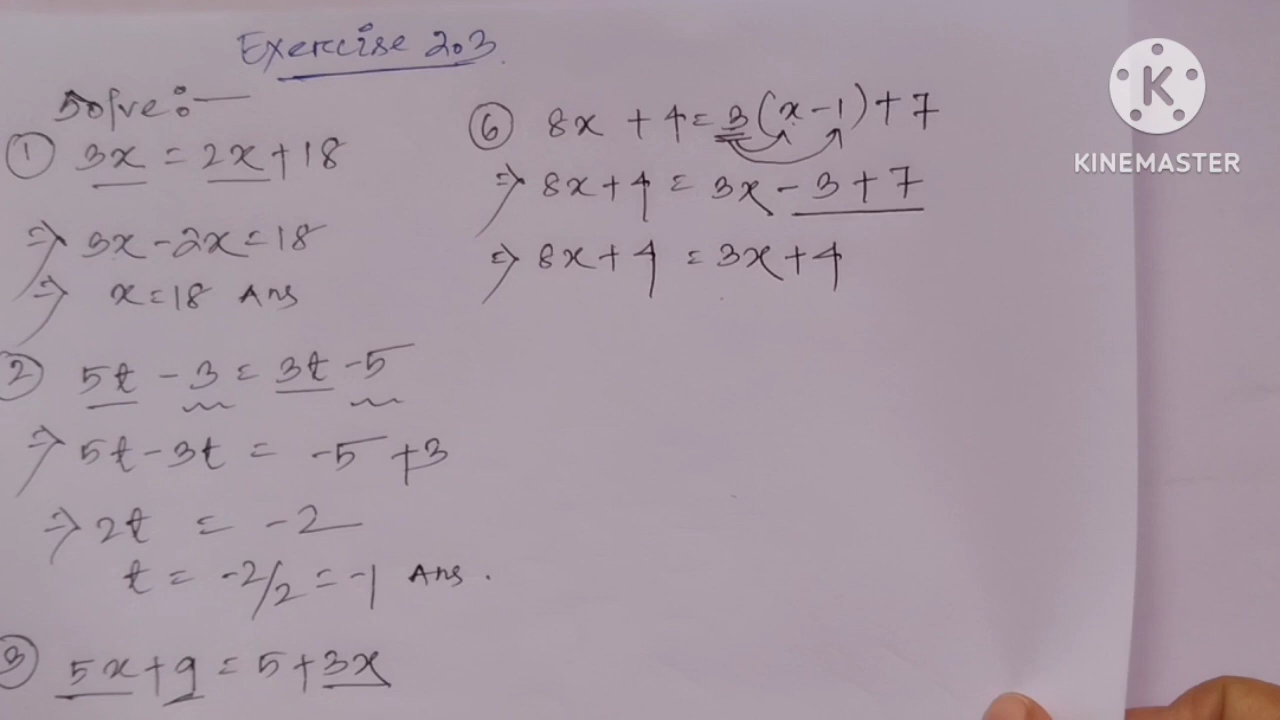 Exercise 2.3
Solve:—
① 3x = 2x+18
⇒ 3x-2x=18
⇒ x=18 Ans
② 5t - 3 = 3t -5
⇒ 5t-3t = -5 +3
⇒ 2t = -2
t = -2/2 = -1 Ans.
③ 5x+9 = 5+3x
⑥ 8x + 4 = 3(x-1)+7
⇒ 8x+4 = 3x - 3 + 7
⇒ 8x+4 = 3x+4
K
KINEMASTER